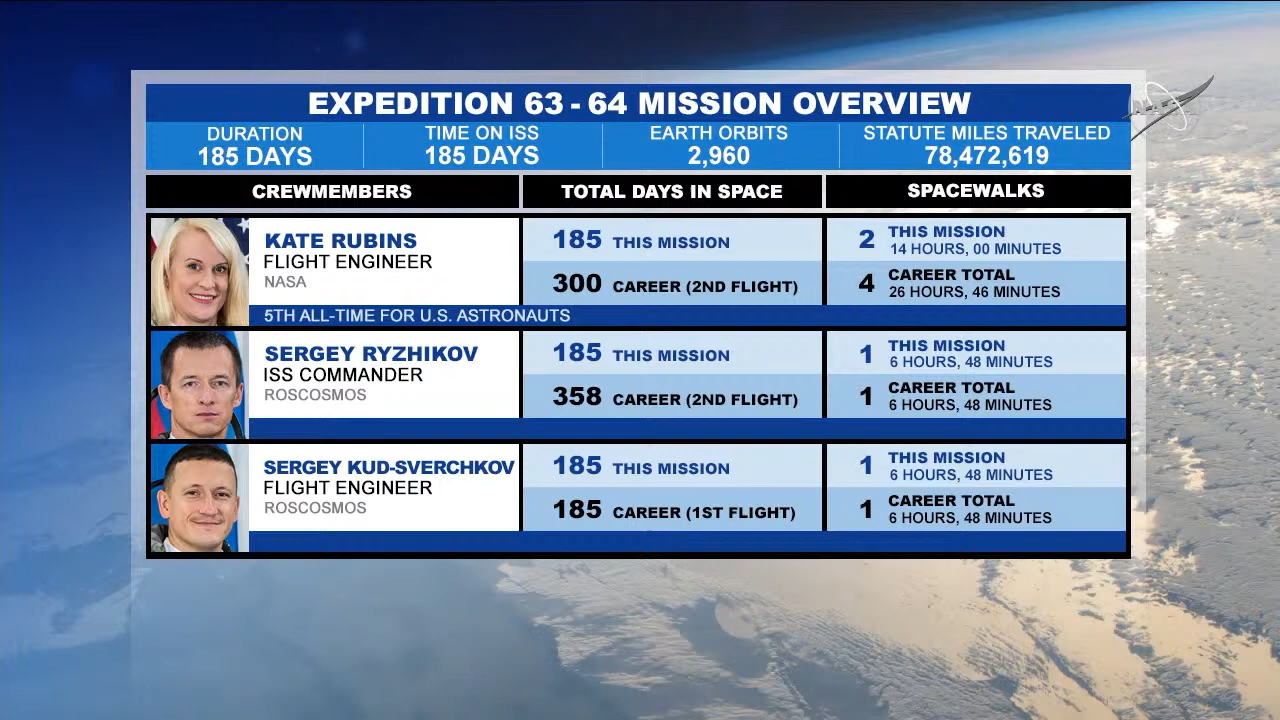 EXPEDITION 63 - 64 MISSION OVERVIEW
DURATION
185 DAYS
TIME ON ISS
185 DAYS
EARTH ORBITS
2,960
STATUTE MILES TRAVELED
78,472,619
CREWMEMBERS
TOTAL DAYS IN SPACE
SPACEWALKS
KATE RUBINS
FLIGHT ENGINEER
NASA
185 THIS MISSION
300 CAREER (2ND FLIGHT)
2 THIS MISSION
14 HOURS, 00 MINUTES
4 CAREER TOTAL
26 HOURS, 46 MINUTES
5TH ALL-TIME FOR U.S. ASTRONAUTS
SERGEY RYZHIKOV
ISS COMMANDER
ROSCOSMOS
185 THIS MISSION
358 CAREER (2ND FLIGHT)
1 THIS MISSION
6 HOURS, 48 MINUTES
1 CAREER TOTAL
6 HOURS, 48 MINUTES
SERGEY KUD-SVERCHKOV
FLIGHT ENGINEER
ROSCOSMOS
185 THIS MISSION
185 CAREER (1ST FLIGHT)
1 THIS MISSION
6 HOURS, 48 MINUTES
1 CAREER TOTAL
6 HOURS, 48 MINUTES